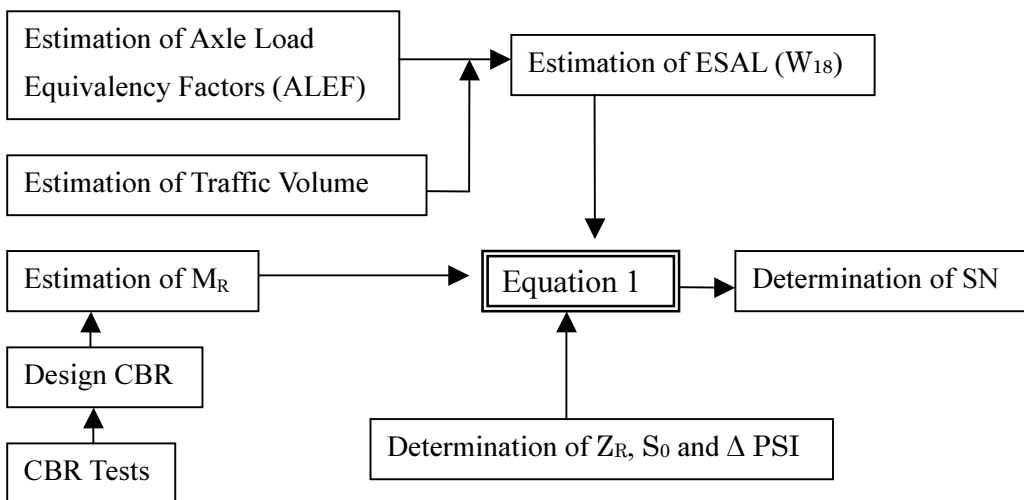 Estimation of Axle Load
Equivalency Factors (ALEF)
Estimation of ESAL (W18)
Estimation of Traffic Volume
Estimation of MR
Equation 1
Determination of SN
Design CBR
Determination of ZR, S0 and Δ PSI
CBR Tests